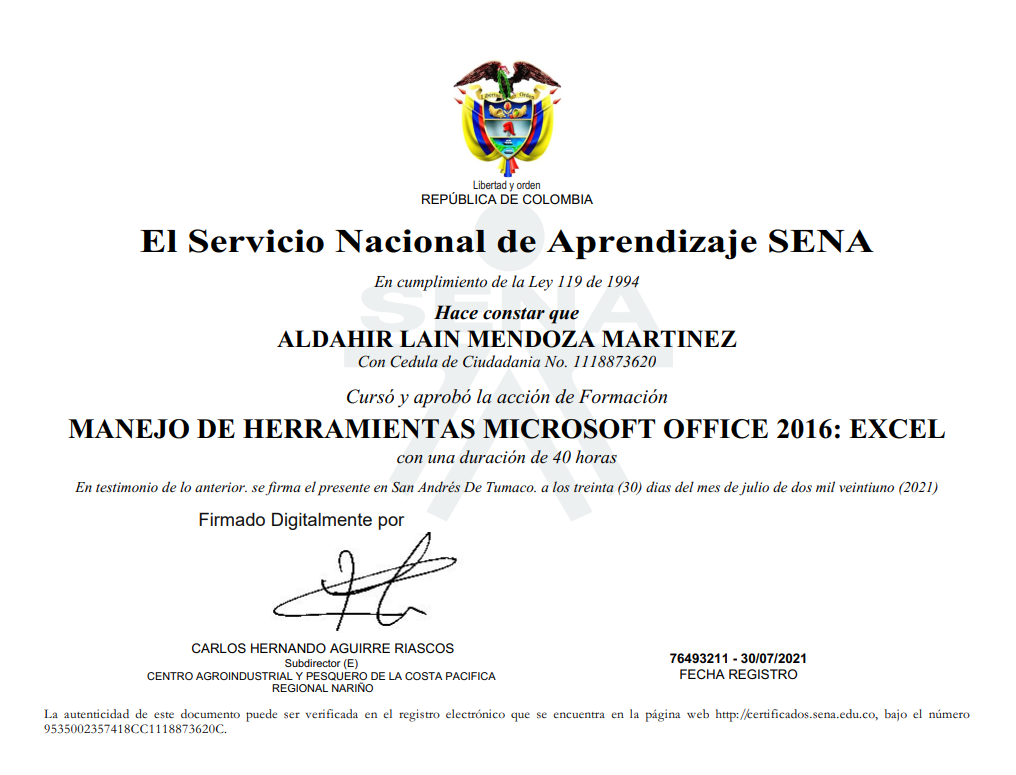 Libertad y Orden
Libertad y orden
REPÚBLICA DE COLOMBIA
El Servicio Nacional de Aprendizaje SENA
En cumplimiento de la Ley 119 de 1994
SENA
Hace constar que
ALDAHIR LAIN MENDOZA MARTINEZ
Con Cedula de Ciudadania No. 1118873620
Cursó y aprobó la acción de Formación
MANEJO DE HERRAMIENTAS MICROSOFT OFFICE 2016: EXCEL
con una duración de 40 horas
En testimonio de lo anterior. se firma el presente en San Andrés De Tumaco. a los treinta (30) dias del mes de julio de dos mil veintiuno (2021)
Firmado Digitalmente por
CARLOS HERNANDO AGUIRRE RIASCOS
Subdirector (E)
CENTRO AGROINDUSTRIAL Y PESQUERO DE LA COSTA PACIFICA
REGIONAL NARIÑO
76493211 - 30/07/2021
FECHA REGISTRO
La autenticidad de este documento puede ser verificada en el registro electrónico que se encuentra en la página web http://certificados.sena.edu.co, bajo el número
9535002357418CC1118873620C.